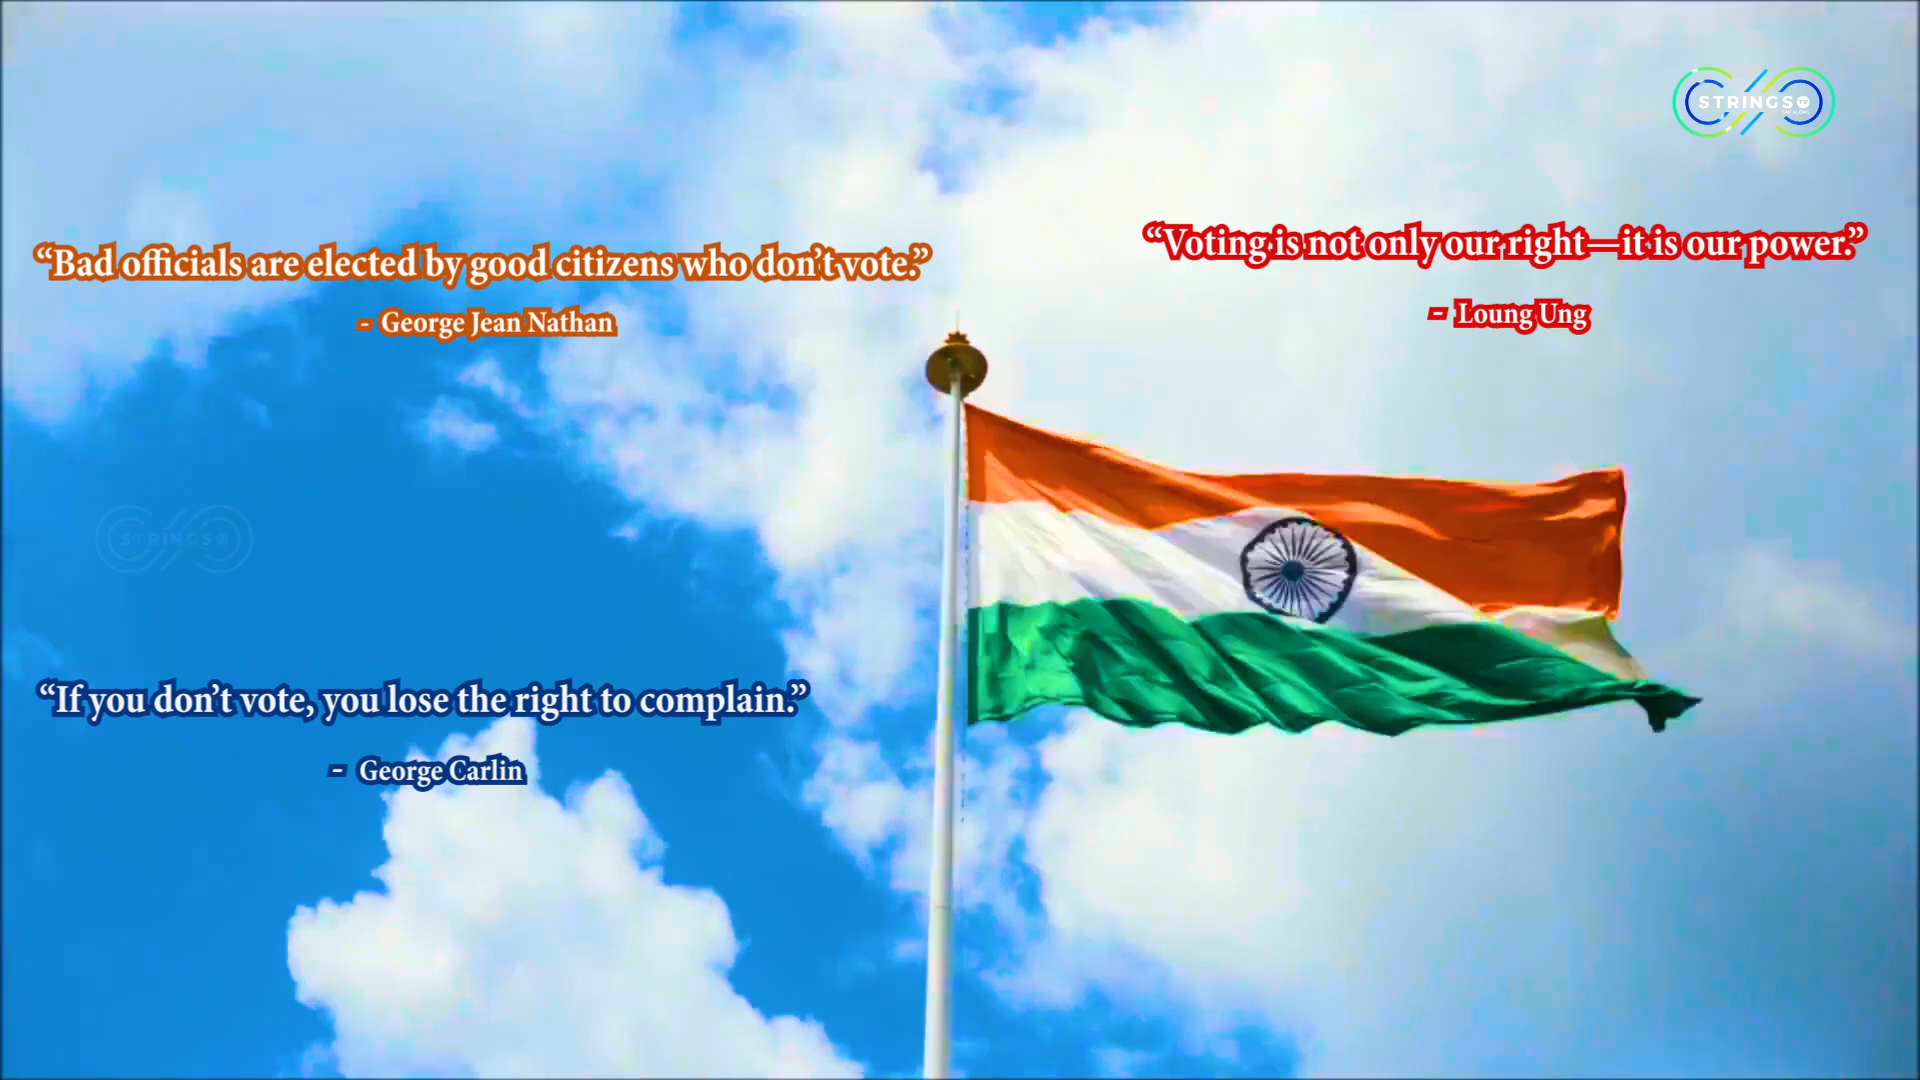 STRINGS
“Voting is not only our right—it is our power.”
- Loung Ung
“Bad officials are elected by good citizens who don’t vote.”
- George Jean Nathan
STRINGS
“If you don’t vote, you lose the right to complain.”
- George Carlin